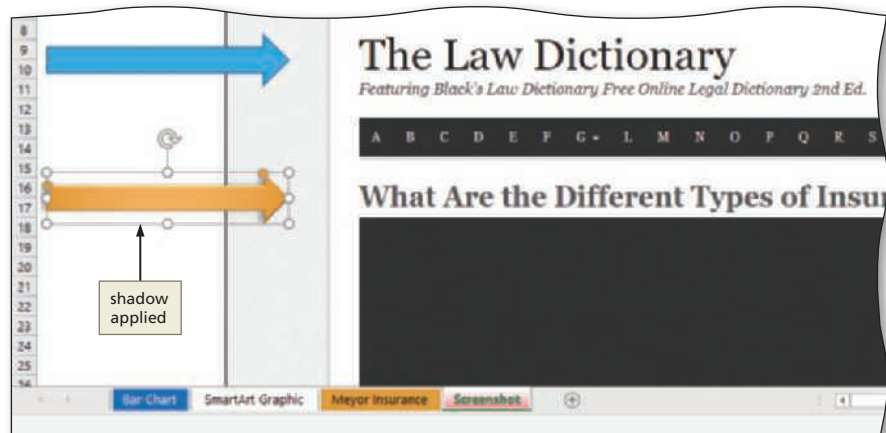 8
9
10
11
12
13
14
15
16
17
18
19
20
21
22
23
24
25
The Law Dictionary
Featuring Black's Law Dictionary Free Online Legal Dictionary 2nd Ed.
A B C D E F G L M N O P Q R S
What Are the Different Types of Insu
shadow
applied
Bar Chart SmartArt Graphic Meyor Insurance Screenshot